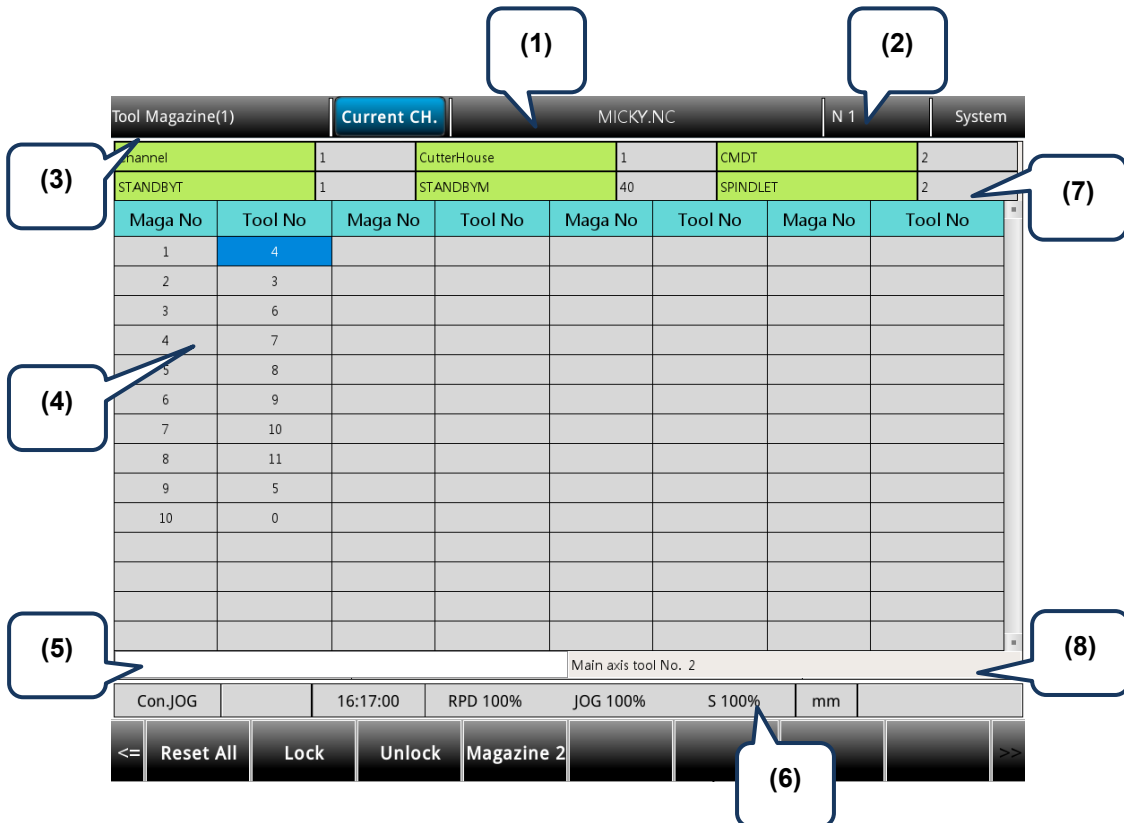 (1) (2)
Tool Magazine(1) Current CH. MICKY.NC N 1 System
(3) Channel 1 CutterHouse 1 CMDT 2
STANDBYT 1 STANDBYM 40 SPINDLET 2 (7)
Maga No Tool No Maga No Tool No Maga No Tool No Maga No Tool No
1 4
2 3
3 6
4 7
5 8
(4) 6 9
7 10
8 11
9 5
10 0
(5) Main axis tool No. 2 (8)
Con.JOG 16:17:00 RPD 100% JOG 100% S 100% mm
<= Reset All Lock Unlock Magazine 2 >>
(6)